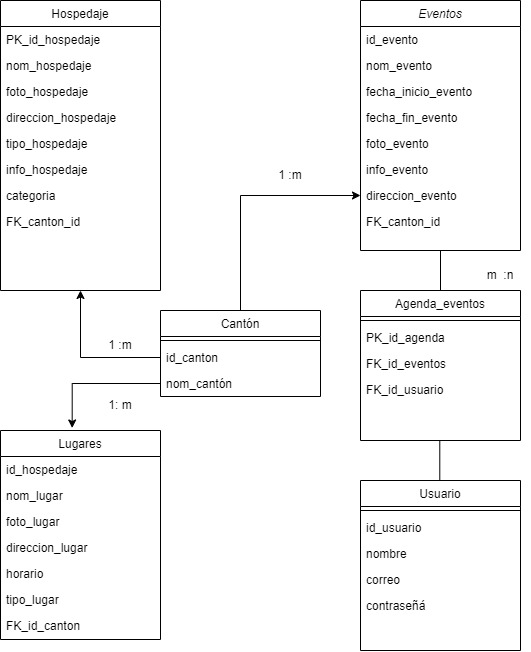 Hospedaje
PK_id_hospedaje
nom_hospedaje
foto_hospedaje
direccion_hospedaje
tipo_hospedaje
info_hospedaje
categoria
FK_canton_id
Eventos
id_evento
nom_evento
fecha_inicio_evento
fecha_fin_evento
foto_evento
info_evento
direccion_evento
FK_canton_id
1 :m
m :n
Cantón
id_canton
nom_cantón
1 :m
1: m
Agenda_eventos
PK_id_agenda
FK_id_eventos
FK_id_usuario
Lugares
id_hospedaje
nom_lugar
foto_lugar
direccion_lugar
horario
tipo_lugar
FK_id_canton
Usuario
id_usuario
nombre
correo
contraseñá